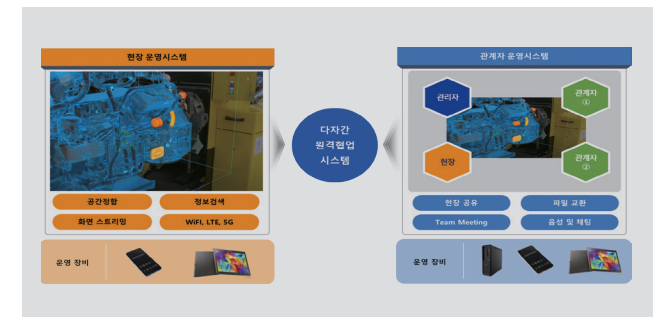 현장 운영시스템
공간정합
정보검색
화면 스트리밍
WiFi, LTE, 5G
운영 장비
다자간
원격협업
시스템
관계자 운영시스템
관리자
관계자
①
현장
관계자
②
현장 공유
파일 교환
Team Meeting
음성 및 채팅
운영 장비